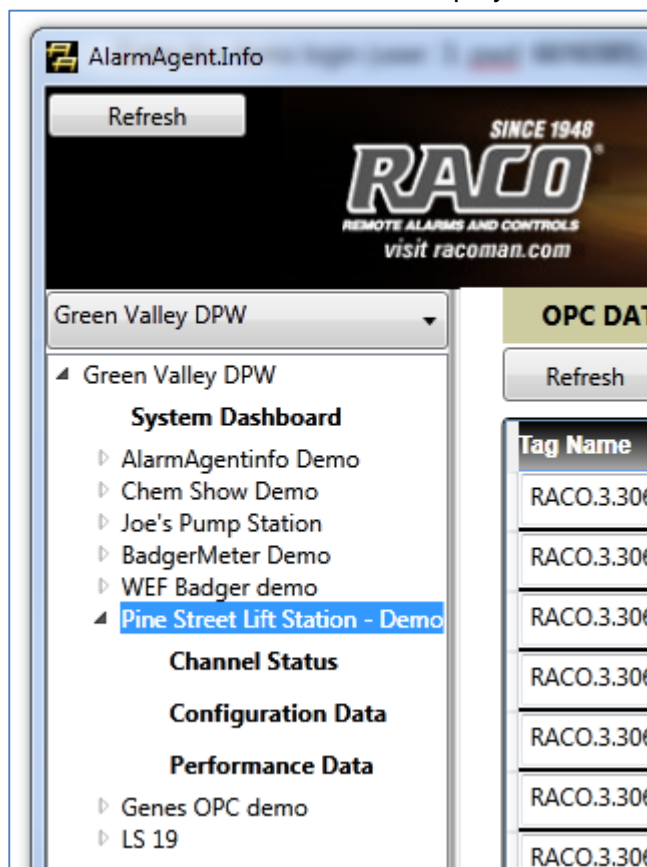 AlarmAgent.Info
Refresh
SINCE 1948
RACO
REMOTE ALARMS AND CONTROLS
visit racoman.com
Green Valley DPW
Green Valley DPW
System Dashboard
AlarmAgentinfo Demo
Chem Show Demo
Joe's Pump Station
BadgerMeter Demo
WEF Badger demo
Pine Street Lift Station - Demo
Channel Status
Configuration Data
Performance Data
Genes OPC demo
LS 19
OPC DAT
Refresh
Tag Name
RACO.3.306
RACO.3.306
RACO.3.306
RACO.3.306
RACO.3.306
RACO.3.306
RACO.3.306